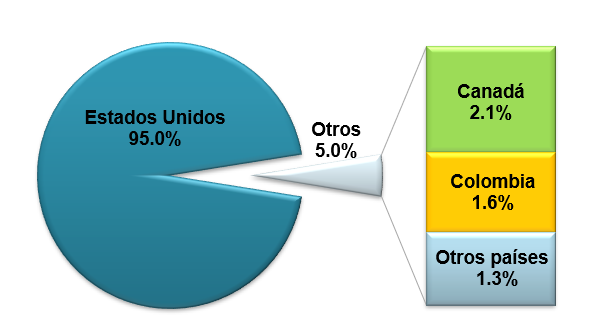 Estados Unidos
95.0%
Otros
5.0%
Canadá
2.1%
Colombia
1.6%
Otros países
1.3%